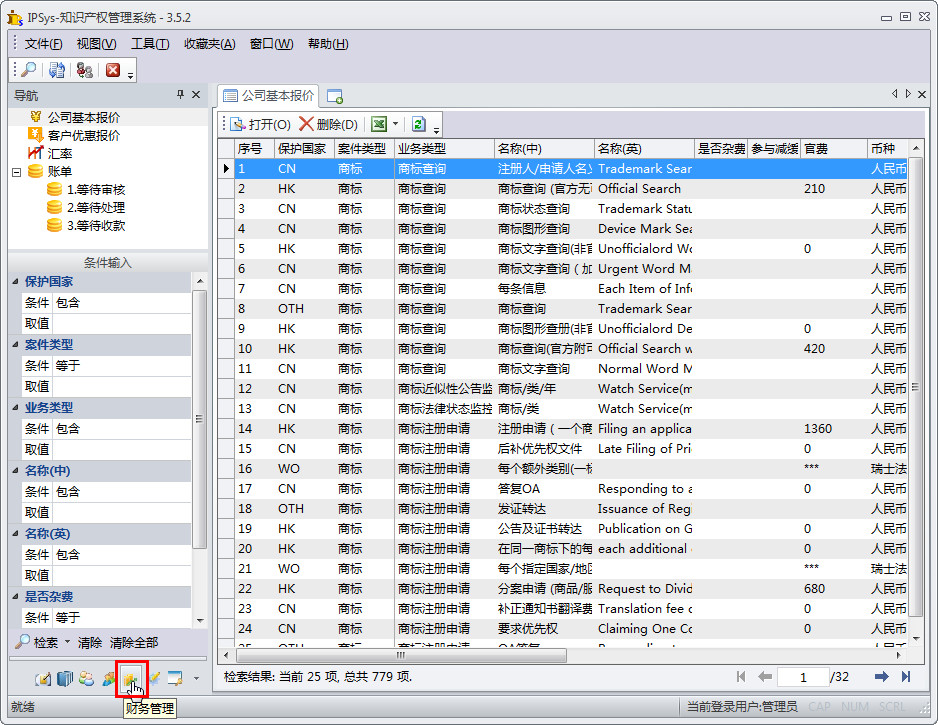 IPSys-知识产权管理系统 - 3.5.2
文件(F) 视图(V) 工具(T) 收藏夹(A) 窗口(W) 帮助(H)
导航
公司基本报价
客户优惠报价
汇率
账单
1.等待审核
2.等待处理
3.等待收款
条件输入
保护国家
条件 包含
取值
案件类型
条件 等于
取值
业务类型
条件 包含
取值
名称(中)
条件 包含
取值
名称(英)
条件 包含
取值
是否杂费
条件 等于
检索 清除 清除全部
财务管理
就绪
公司基本报价
打开(O) 删除(D)
序号 保护国家 案件类型 业务类型 名称(中) 名称(英) 是否杂费 参与减缓 官费 币种
1 CN 商标 商标查询 注册人/申请人名 Trademark Sear 人民币
2 HK 商标 商标查询 商标查询 (官方无 Official Search 210 人民币
3 CN 商标 商标查询 商标状态查询 Trademark Statu 人民币
4 CN 商标 商标查询 商标图形查询 Device Mark Sea 人民币
5 HK 商标 商标查询 商标文字查询(非官 Unofficialord Wo 0 人民币
6 CN 商标 商标查询 商标文字查询 ( 加 Urgent Word M 人民币
7 CN 商标 商标查询 每条信息 Each Item of Info 人民币
8 OTH 商标 商标查询 商标查询 Trademark Sear 人民币
9 HK 商标 商标查询 商标图形查册(非官 Unofficialord De 0 人民币
10 HK 商标 商标查询 商标查询(官方附可 Official Search w 420 人民币
11 CN 商标 商标查询 商标文字查询 Normal Word M 人民币
12 CN 商标 商标近似性公告监 商标/类/年 Watch Service(m 人民币
13 CN 商标 商标法律状态监控 商标/类 Watch Service(m 人民币
14 HK 商标 商标注册申请 注册申请 ( 一个商 Filing an applica 1360 人民币
15 CN 商标 商标注册申请 后补优先权文件 Late Filing of Pri 0 人民币
16 WO 商标 商标注册申请 每个额外类别(一标 *** 瑞士法
17 CN 商标 商标注册申请 答复OA Responding to a 0 人民币
18 OTH 商标 商标注册申请 发证转达 Issuance of Regi 人民币
19 HK 商标 商标注册申请 公告及证书转达 Publication on G 0 人民币
20 HK 商标 商标注册申请 在同一商标下的每 each additional 0 人民币
21 WO 商标 商标注册申请 每个指定国家/地区 *** 瑞士法
22 HK 商标 商标注册申请 分案申请 (商品/服 Request to Divid 680 人民币
23 CN 商标 商标注册申请 补正通知书翻译费 Translation fee o 0 人民币
24 CN 商标 商标注册申请 要求优先权 Claiming One Co 0 人民币
检索结果: 当前 25 项, 总共 779 项.
1 /32
当前登录用户:管理员 CAP NUM SCRL